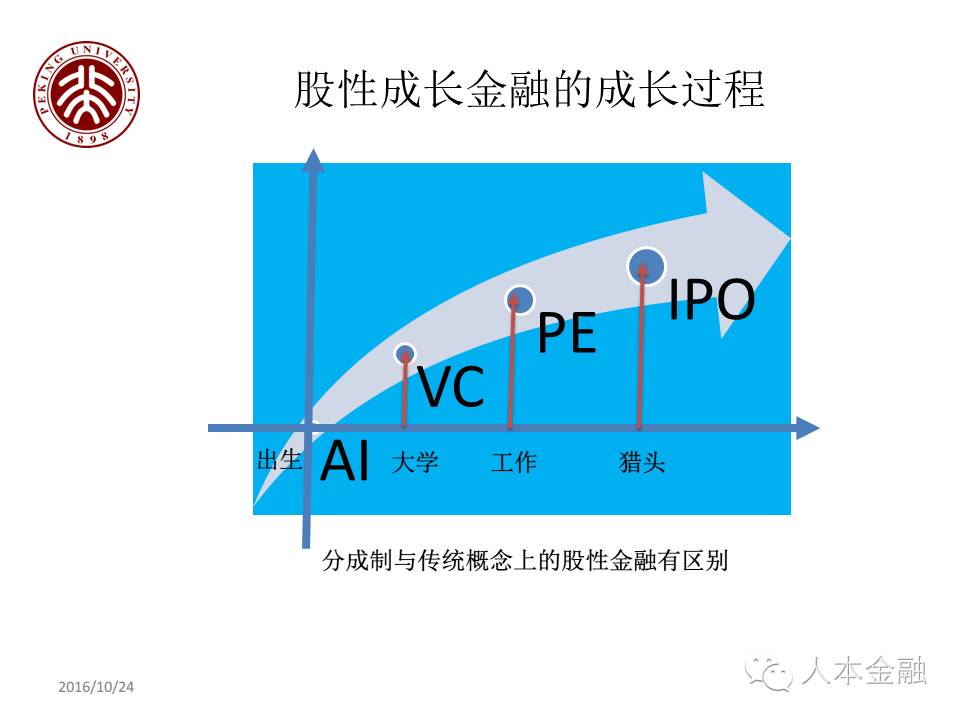 PEKING UNIVERSITY
1898
股性成长金融的成长过程
IPO
PE
VC
出生
AI
大学
工作
猎头
分成制与传统概念上的股性金融有区别
2016/10/24
人本金融